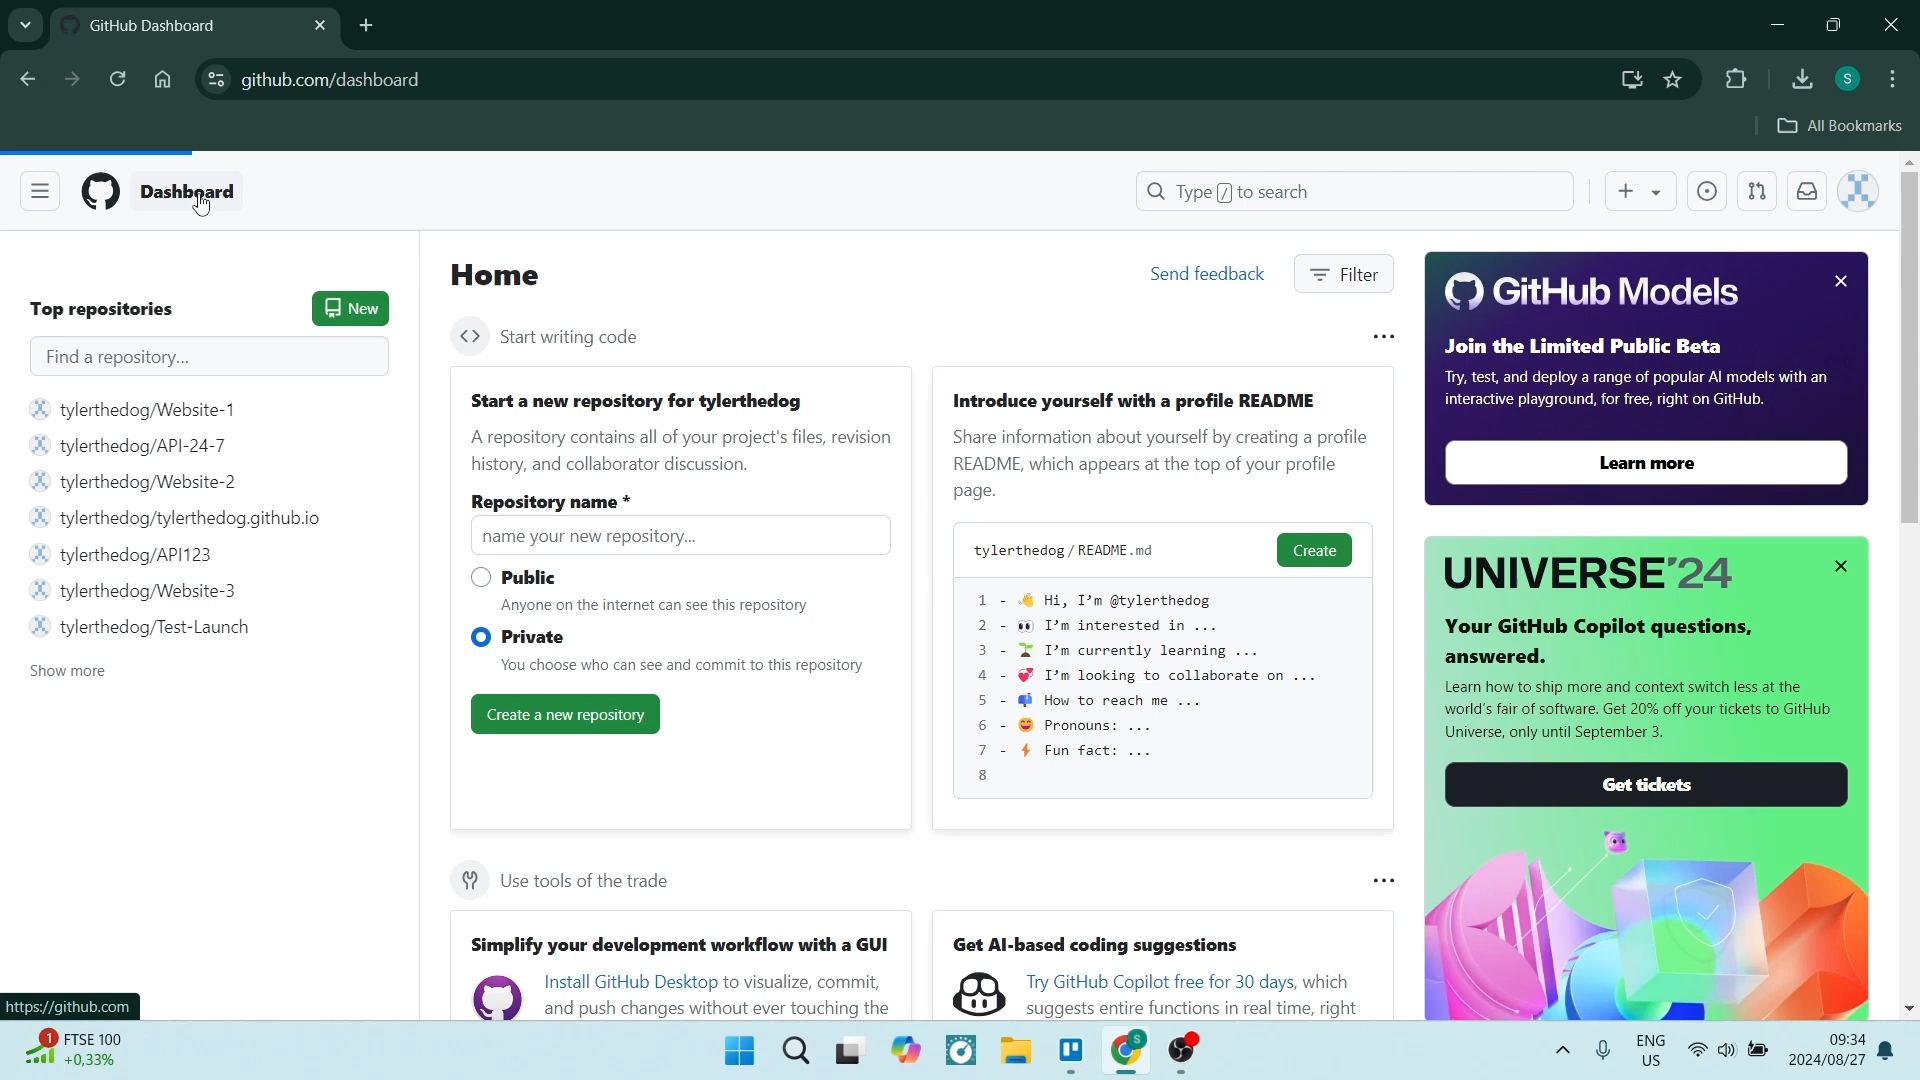 GitHub Dashboard
github.com/dashboard
S
All Bookmarks
Dashboard
Type / to search
Top repositories
New
Find a repository...
tylerthedog/Website-1
tylerthedog/API-24-7
tylerthedog/Website-2
tylerthedog/tylerthedog.github.io
tylerthedog/API123
tylerthedog/Website-3
tylerthedog/Test-Launch
Show more
Home
Send feedback
Filter
Start writing code
Start a new repository for tylerthedog
A repository contains all of your project's files, revision
history, and collaborator discussion.
Repository name *
name your new repository...
Public
Anyone on the internet can see this repository
Private
You choose who can see and commit to this repository
Create a new repository
Introduce yourself with a profile README
Share information about yourself by creating a profile
README, which appears at the top of your profile
page.
tylerthedog / README.md
Create
1 - 👋 Hi, I'm @tylerthedog
2 - 👀 I'm interested in ...
3 - 🌱 I'm currently learning ...
4 - 💞️ I'm looking to collaborate on ...
5 - 📫 How to reach me ...
6 - 😄 Pronouns: ...
7 - ⚡ Fun fact: ...
8
Use tools of the trade
Simplify your development workflow with a GUI
Install GitHub Desktop to visualize, commit,
and push changes without ever touching the
Get AI-based coding suggestions
Try GitHub Copilot free for 30 days, which
suggests entire functions in real time, right
GitHub Models
Join the Limited Public Beta
Try, test, and deploy a range of popular AI models with an
interactive playground, for free, right on GitHub.
Learn more
UNIVERSE'24
Your GitHub Copilot questions,
answered.
Learn how to ship more and context switch less at the
world's fair of software. Get 20% off your tickets to GitHub
Universe, only until September 3.
Get tickets
https://github.com
1
FTSE 100
+0,33%
S
ENG
US
09:34
2024/08/27